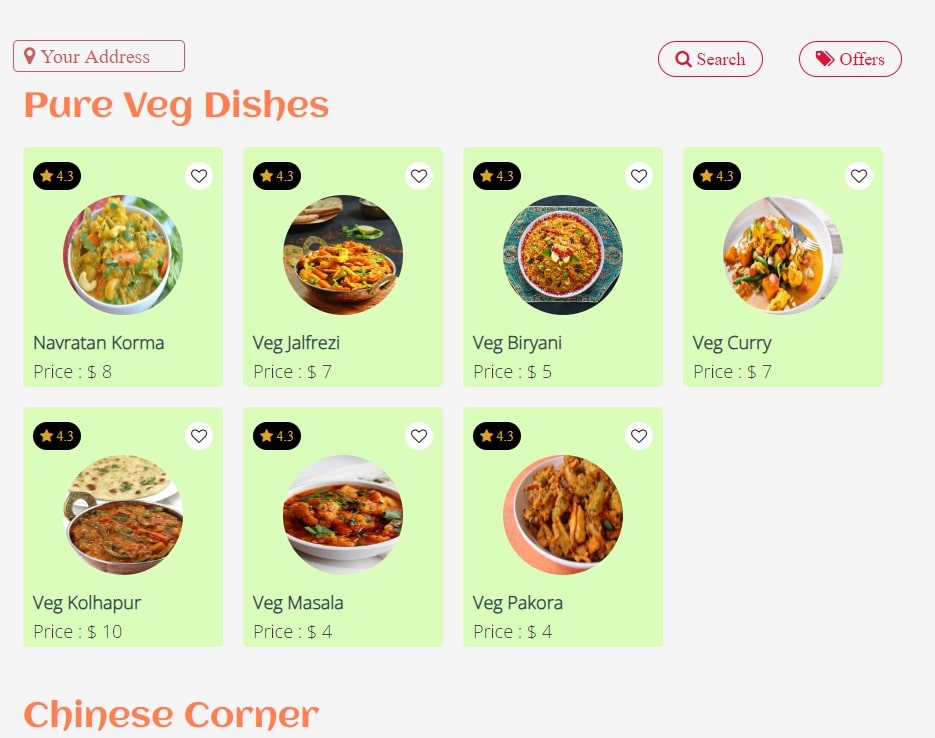 Your Address
Search
Offers
Pure Veg Dishes
4.3
4.3
4.3
4.3
Navratan Korma
Veg Jalfrezi
Veg Biryani
Veg Curry
Price : $ 8
Price : $ 7
Price : $ 5
Price : $ 7
4.3
4.3
4.3
Veg Kolhapur
Veg Masala
Veg Pakora
Price : $ 10
Price : $ 4
Price : $ 4
Chinese Corner